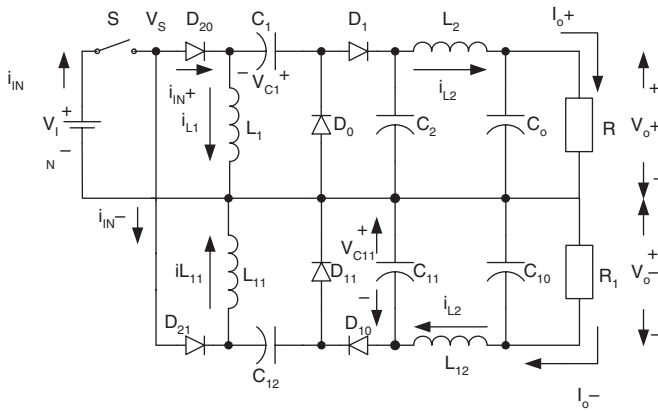 S V_S D_20 C_1 D_1 L_2 I_o+
i_IN
– V_C1 +
i_IN+
i_L2
+
V_I
N –
i_L1
L_1
D_0
C_2
C_o
R
+
V_o+
–
i_IN–
iL_11
L_11
+
V_C11
–
D_11
C_11
C_10
R_1
+
V_o–
–
D_21
D_10
i_L2
C_12
L_12
I_o–